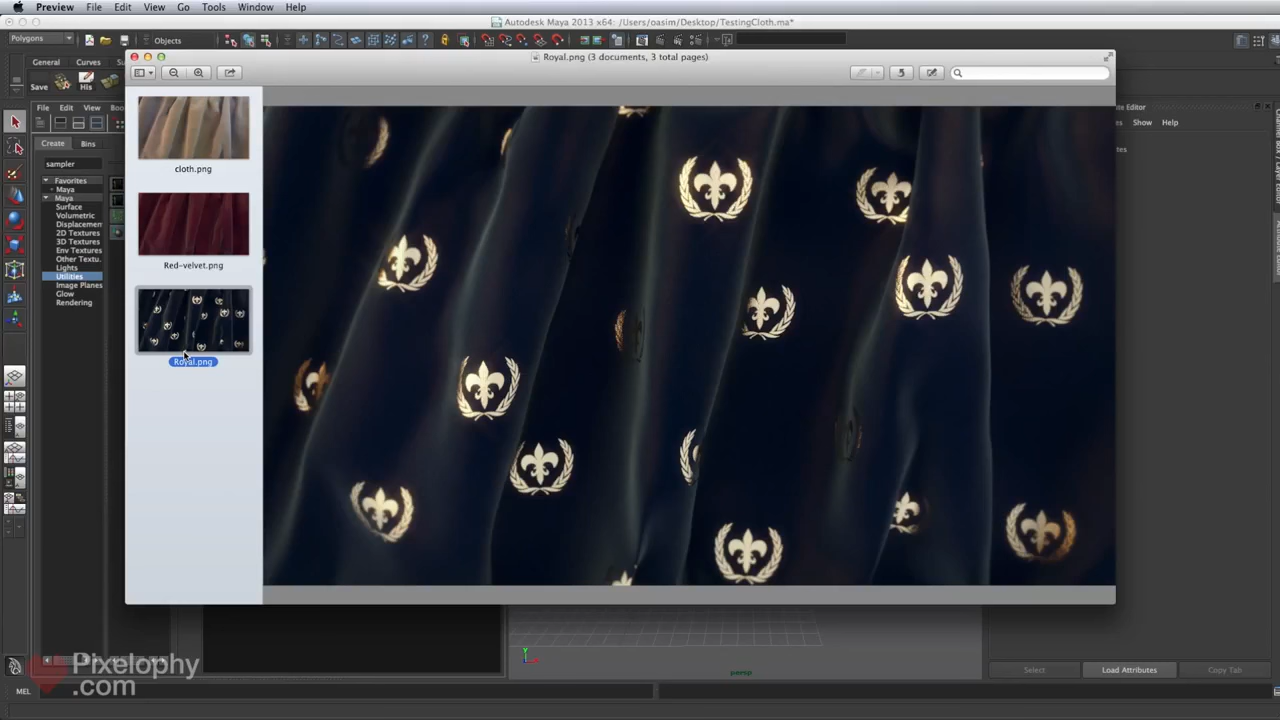 Preview File Edit View Go Tools Window Help
Autodesk Maya 2013 x64: /Users/oasim/Desktop/TestingCloth.ma*
Polygons Objects
Royal.png (3 documents, 3 total pages)
General Curves
Save His
File Edit View
Create Bins
sampler
Favorites
Maya
Maya
Surface
Volumetric
Displacemen
2D Textures
3D Textures
Env Textures
Other Textu.
Lights
Utilities
Image Planes
Glow
Rendering
cloth.png
Red-velvet.png
Royal.png
Show Help
Pixelophy
.com
persp
Select Load Attributes Copy Tab
MEL